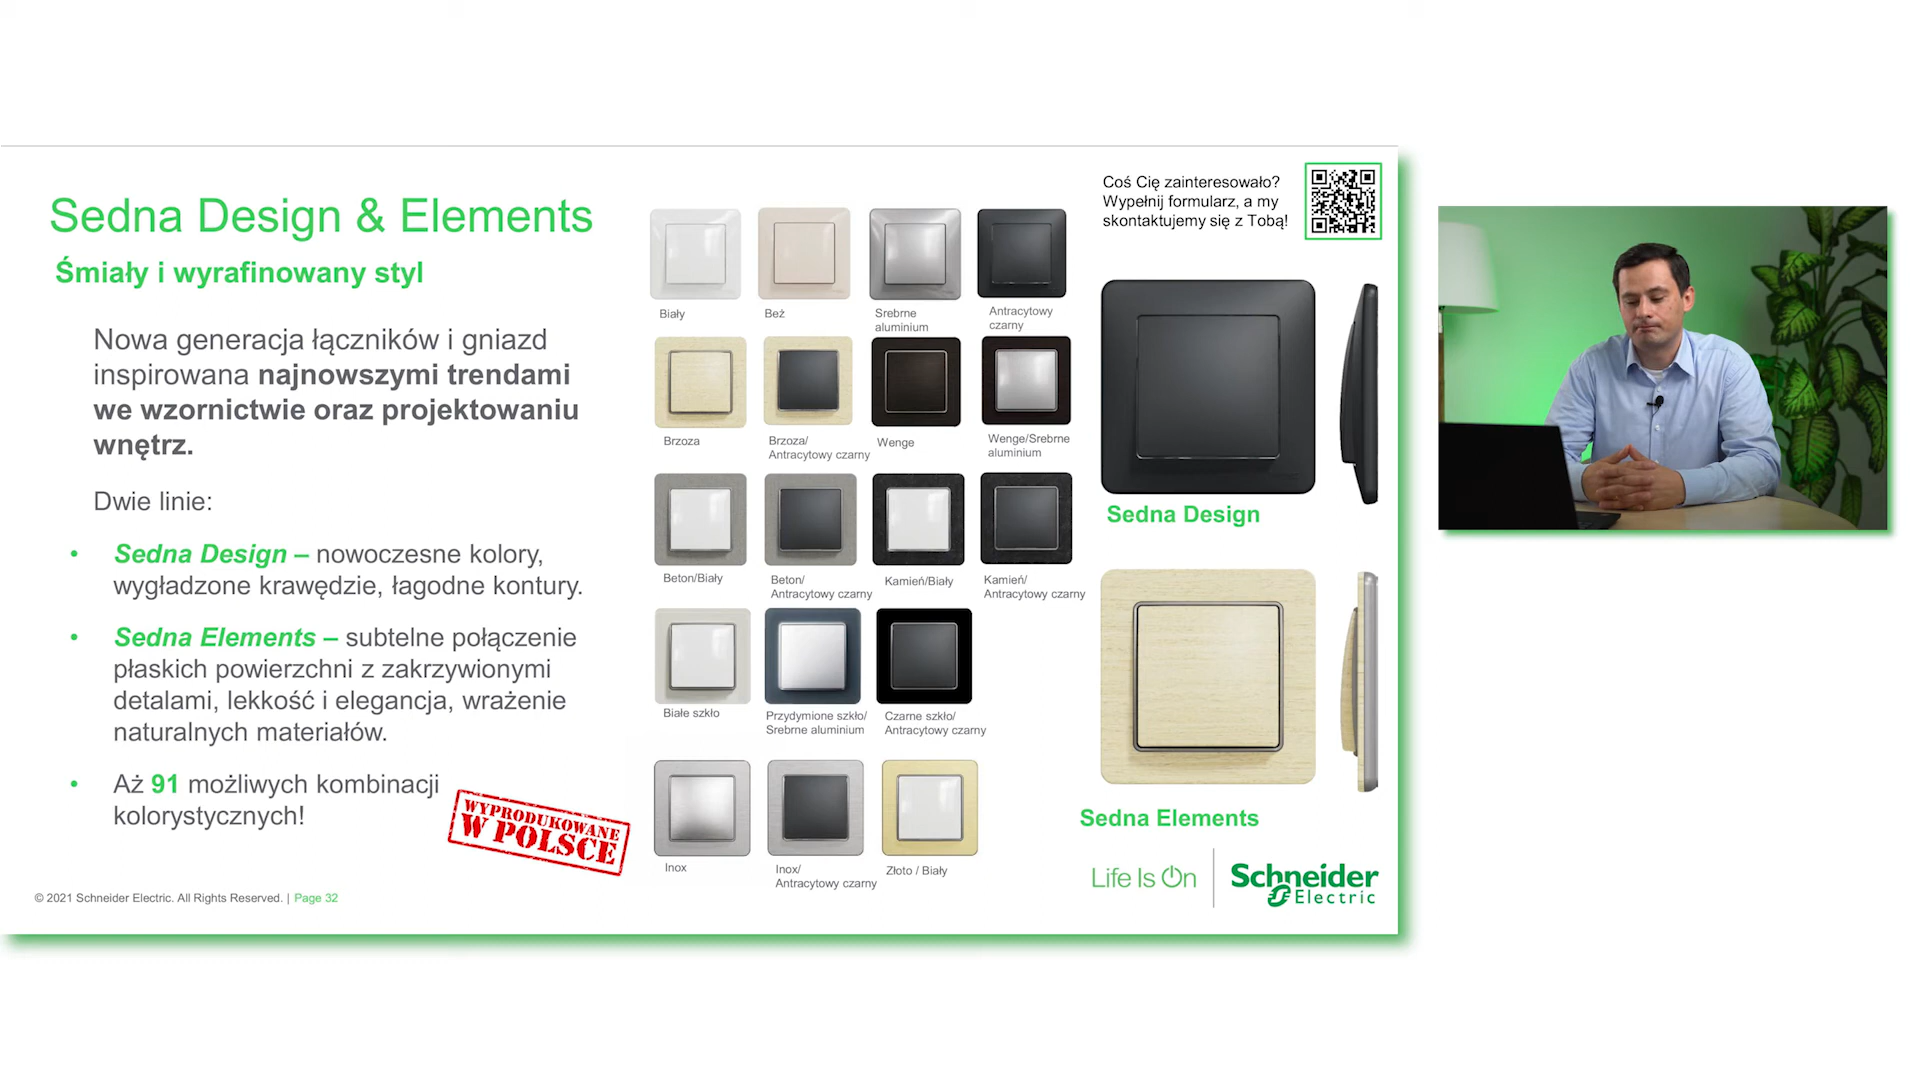 Sedna Design & Elements
Śmiały i wyrafinowany styl
Nowa generacja łączników i gniazd
inspirowana najnowszymi trendami
we wzornictwie oraz projektowaniu
wnętrz.
Dwie linie:
• Sedna Design – nowoczesne kolory,
wygładzone krawędzie, łagodne kontury.
• Sedna Elements – subtelne połączenie
płaskich powierzchni z zakrzywionymi
detalami, lekkość i elegancja, wrażenie
naturalnych materiałów.
• Aż 91 możliwych kombinacji
kolorystycznych!
WYPRODUKOWANE
W POLSCE
© 2021 Schneider Electric. All Rights Reserved. | Page 32
Biały
Beż
Srebrne
aluminium
Antracytowy
czarny
Brzoza
Brzoza/
Antracytowy czarny
Wenge
Wenge/Srebrne
aluminium
Beton/Biały
Beton/
Antracytowy czarny
Kamień/Biały
Kamień/
Antracytowy czarny
Białe szkło
Przydymione szkło/
Srebrne aluminium
Czarne szkło/
Antracytowy czarny
Inox
Inox/
Antracytowy czarny
Złoto / Biały
Coś Cię zainteresowało?
Wypełnij formularz, a my
skontaktujemy się z Tobą!
Sedna Design
Sedna Elements
Life Is On
Schneider
Electric